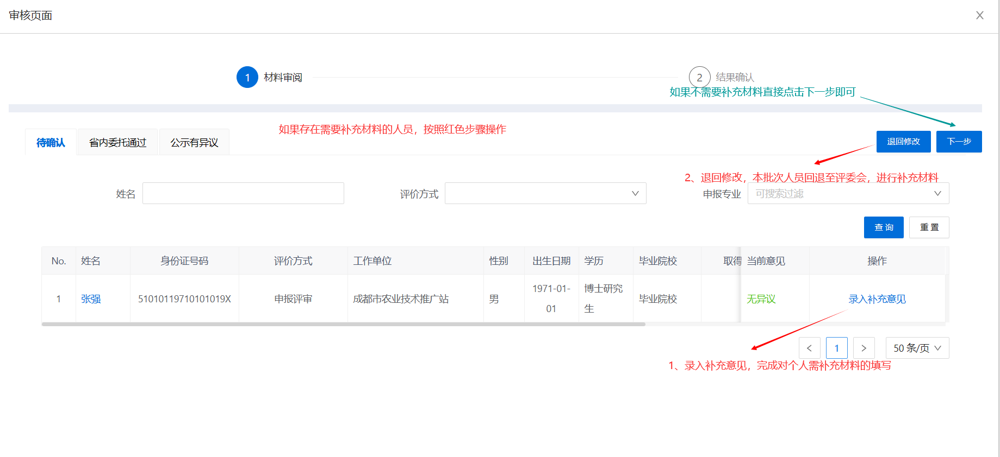 审核页面
1 材料审阅
2 结果确认
如果不需要补充材料直接点击下一步即可
如果存在需要补充材料的人员，按照红色步骤操作
待确认 省内委托通过 公示有异议
退回修改 下一步
2、退回修改，本批次人员回退至评委会，进行补充材料
姓名 评价方式 申报专业 可搜索过滤
查 询 重 置
No. 姓名 身份证号码 评价方式 工作单位 性别 出生日期 学历 毕业院校 取得 当前意见 操作
1 张强 51010119710101019X 申报评审 成都市农业技术推广站 男 1971-01-01 博士研究生 毕业院校 无异议 录入补充意见
1 50 条/页
1、录入补充意见，完成对个人需补充材料的填写